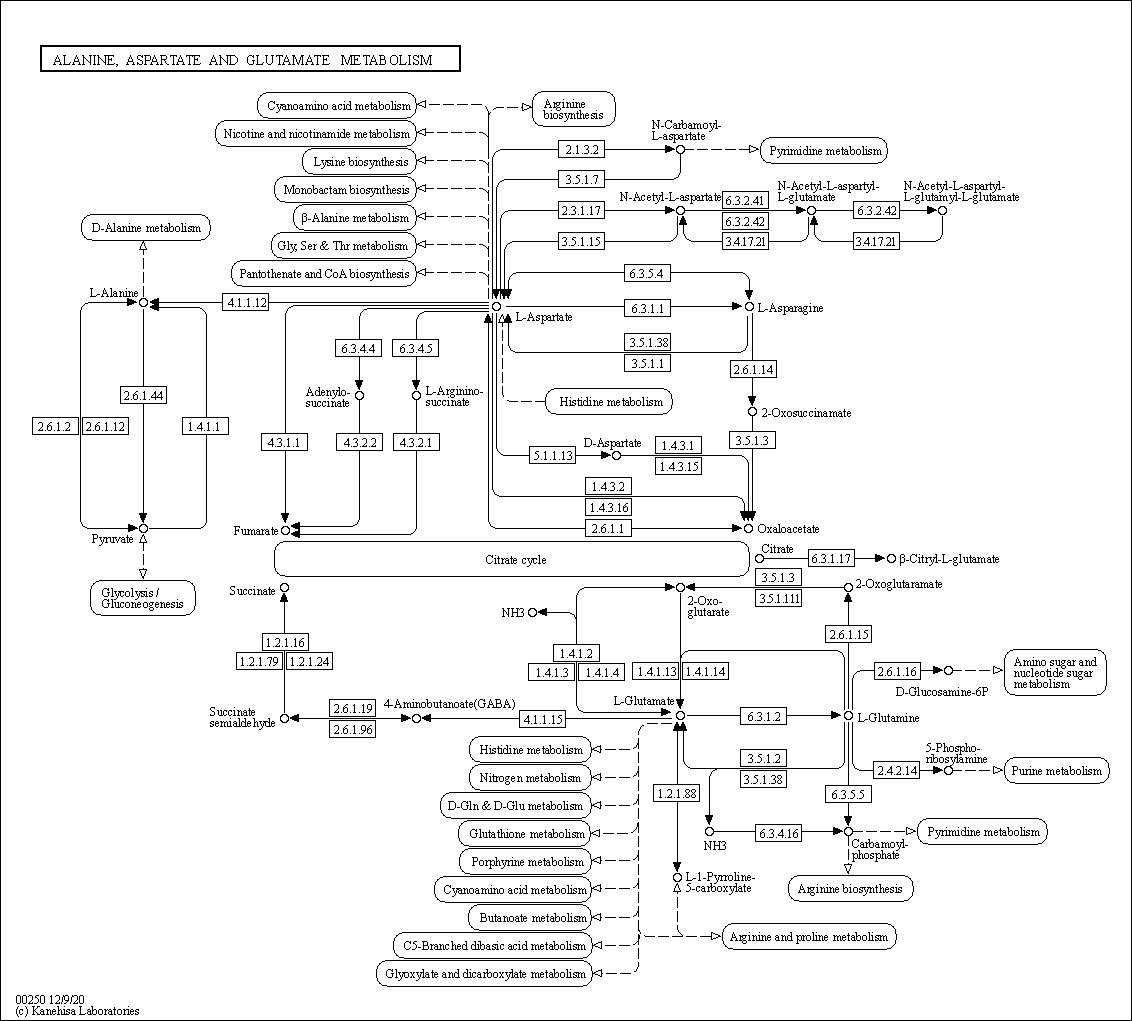 ALANINE, ASPARTATE AND GLUTAMATE METABOLISM
Cyanoamino acid metabolism
Arginine
biosynthesis
Nicotine and nicotinamide metabolism
N-Carbamoyl-
L-aspartate
2.1.3.2
Pyrimidine metabolism
Lysine biosynthesis
3.5.1.7
Monobactam biosynthesis
N-Acetyl-L-aspartate
N-Acetyl-L-aspartyl-
L-glutamate
N-Acetyl-L-aspartyl-
L-glutamyl-L-glutamate
6.3.2.41
2.3.1.17
6.3.2.42
6.3.2.42
β-Alanine metabolism
D-Alanine metabolism
3.5.1.15
3.4.17.21
3.4.17.21
Gly, Ser & Thr metabolism
Pantothenate and CoA biosynthesis
6.3.5.4
L-Alanine
4.1.1.12
6.3.1.1
L-Asparagine
L-Aspartate
6.3.4.4
6.3.4.5
3.5.1.38
3.5.1.1
2.6.1.14
Adenylo-
succinate
L-Arginino-
succinate
2.6.1.44
Histidine metabolism
2-Oxosuccinamate
2.6.1.2
2.6.1.12
1.4.1.1
4.3.1.1
4.3.2.2
4.3.2.1
D-Aspartate
3.5.1.3
5.1.1.13
1.4.3.1
1.4.3.15
1.4.3.2
1.4.3.16
2.6.1.1
Fumarate
Oxaloacetate
Pyruvate
Citrate cycle
Citrate
6.3.1.17
β-Citryl-L-glutamate
Glycolysis /
Gluconeogenesis
Succinate
2-Oxo-
glutarate
3.5.1.3
3.5.1.111
2-Oxoglutaramate
NH3
1.2.1.16
1.2.1.79
1.2.1.24
1.4.1.2
1.4.1.3
1.4.1.4
1.4.1.13
1.4.1.14
2.6.1.15
2.6.1.16
Amino sugar and
nucleotide sugar
metabolism
D-Glucosamine-6P
L-Glutamate
Succinate
semialdehyde
2.6.1.19
2.6.1.96
4-Aminobutanoate(GABA)
4.1.1.15
6.3.1.2
L-Glutamine
Histidine metabolism
3.5.1.2
3.5.1.38
5-Phospho-
ribosylamine
2.4.2.14
Purine metabolism
Nitrogen metabolism
1.2.1.88
6.3.5.5
D-Gln & D-Glu metabolism
Glutathione metabolism
NH3
6.3.4.16
Carbamoyl-
phosphate
Pyrimidine metabolism
Porphyrine metabolism
Cyanoamino acid metabolism
L-1-Pyrroline-
5-carboxylate
Arginine biosynthesis
Butanoate metabolism
C5-Branched dibasic acid metabolism
Arginine and proline metabolism
Glyoxylate and dicarboxylate metabolism
00250 12/9/20
(c) Kanehisa Laboratories